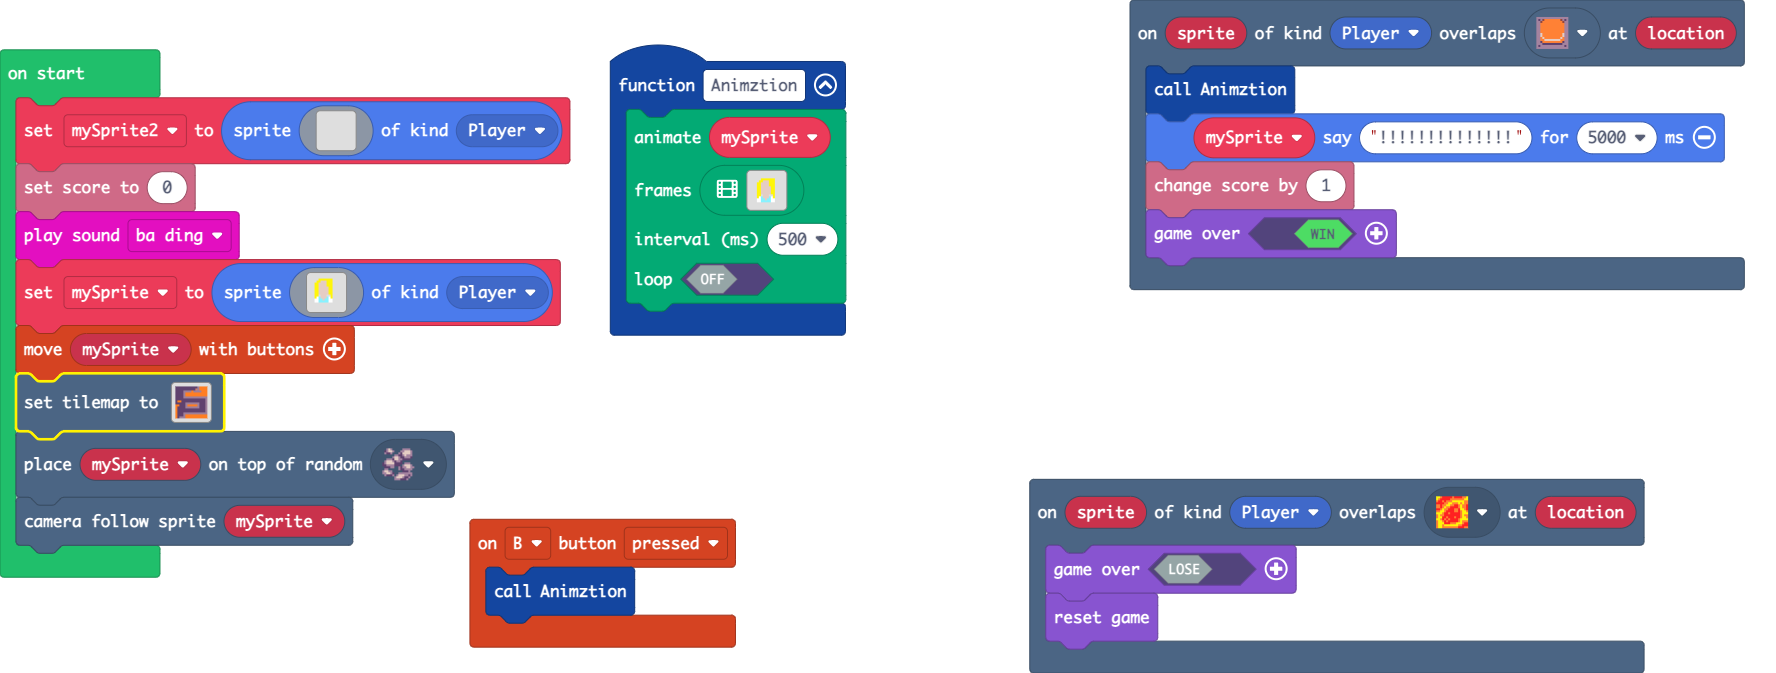 on start
set mySprite2 to sprite of kind Player
set score to 0
play sound ba ding
set mySprite to sprite of kind Player
move mySprite with buttons
set tilemap to
place mySprite on top of random
camera follow sprite mySprite
function Animztion
animate mySprite
frames
interval (ms) 500
loop OFF
on B button pressed
call Animztion
on sprite of kind Player overlaps at location
call Animztion
mySprite say "!!!!!!!!!!!!!!" for 5000 ms
change score by 1
game over WIN
on sprite of kind Player overlaps at location
game over LOSE
reset game